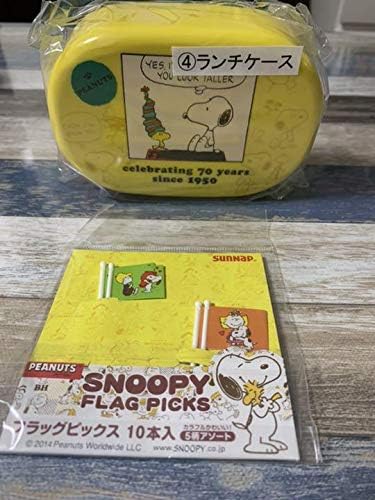 ④ランチケース
PEANUTS
YES, I
YOU LOOK TALLER
celebrating 70 years
since 1950
SUNNAP.
PEANUTS
BH
SNOOPY
FLAG PICKS
フラッグピックス 10本入
カラフルかわいい!
5柄アソート
© 2014 Peanuts Worldwide LLC
www.SNOOPY.co.jp